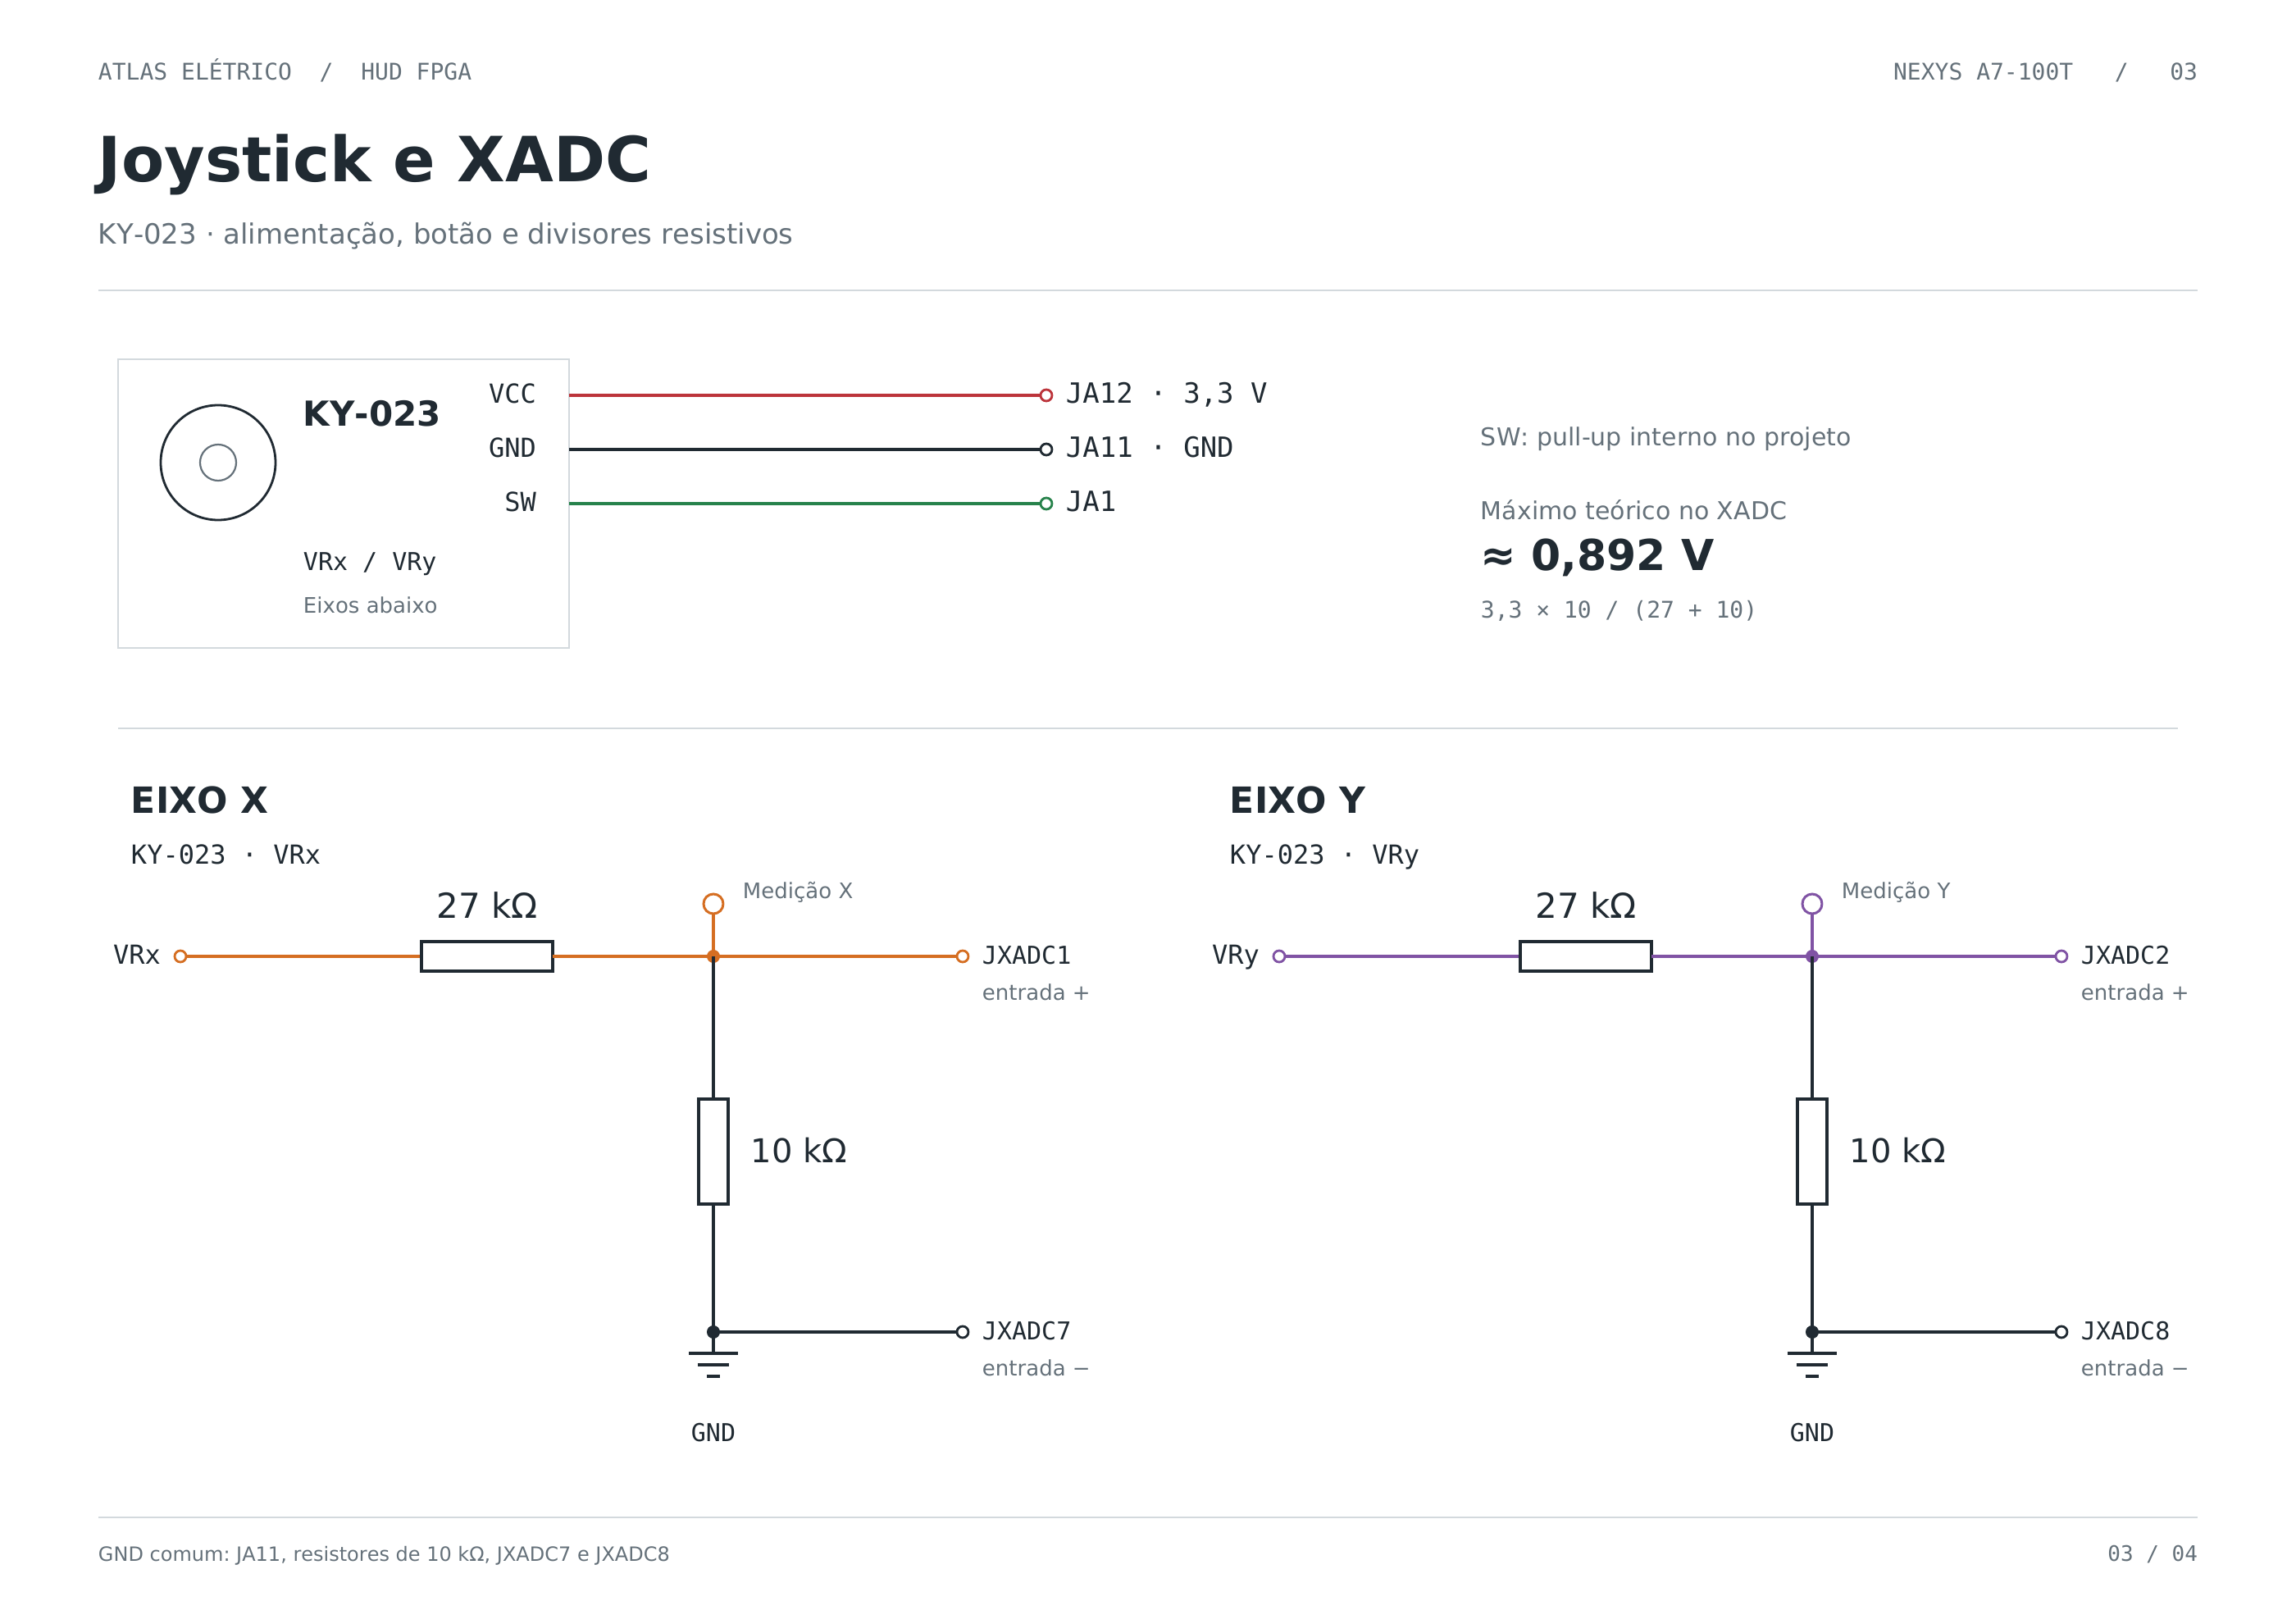 ATLAS ELÉTRICO / HUD FPGA
NEXYS A7-100T / 03
Joystick e XADC
KY-023 · alimentação, botão e divisores resistivos
KY-023
VCC
JA12 · 3,3 V
GND
JA11 · GND
SW
JA1
VRx / VRy
Eixos abaixo
SW: pull-up interno no projeto
Máximo teórico no XADC
≈ 0,892 V
3,3 × 10 / (27 + 10)
EIXO X
KY-023 · VRx
27 kΩ
Medição X
VRx
JXADC1
entrada +
10 kΩ
JXADC7
entrada −
GND
EIXO Y
KY-023 · VRy
27 kΩ
Medição Y
VRy
JXADC2
entrada +
10 kΩ
JXADC8
entrada −
GND
GND comum: JA11, resistores de 10 kΩ, JXADC7 e JXADC8
03 / 04